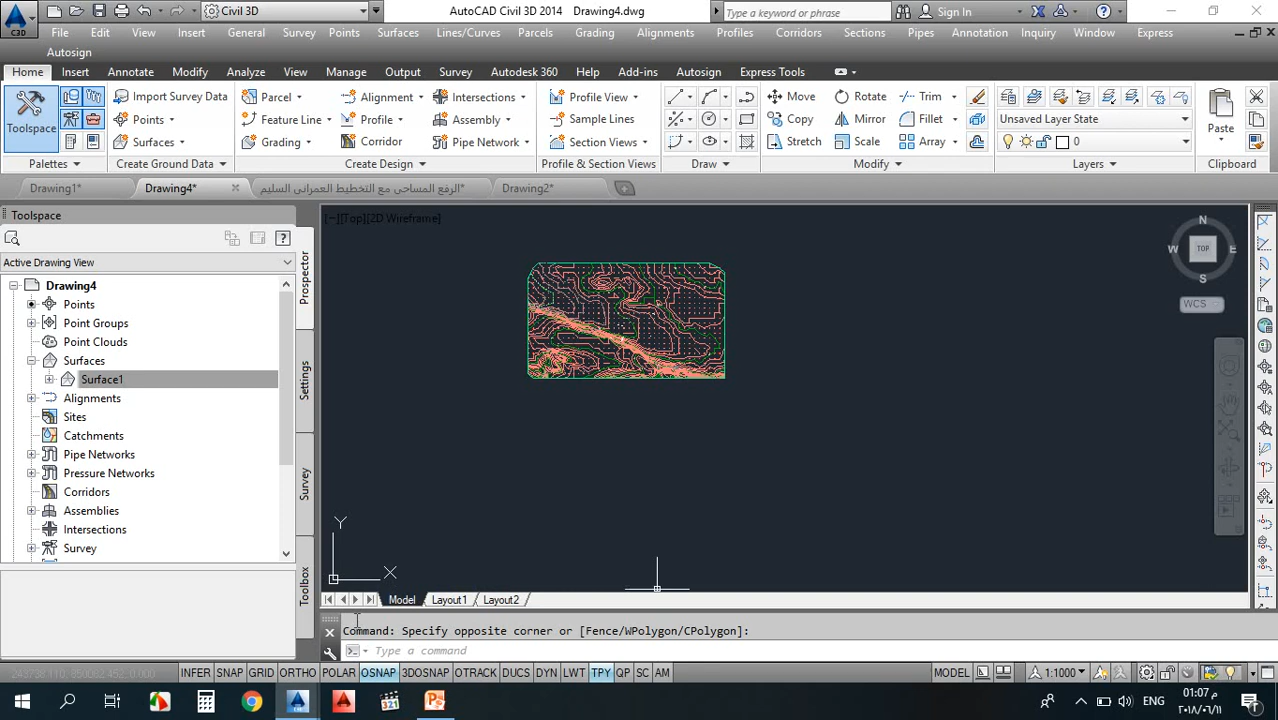 Civil 3D
AutoCAD Civil 3D 2014 Drawing4.dwg
Type a keyword or phrase
Sign In
C3D
File Edit View Insert General Survey Points Surfaces Lines/Curves Parcels Grading Alignments Profiles Corridors Sections Pipes Annotation Inquiry Window Express
Autosign
Home Insert Annotate Modify Analyze View Manage Output Survey Autodesk 360 Help Add-ins Autosign Express Tools
Import Survey Data Parcel Alignment Intersections Profile View Move Rotate Trim Unsaved Layer State
Toolspace Points Feature Line Profile Assembly Sample Lines Copy Mirror Fillet Paste
Surfaces Grading Corridor Pipe Network Section Views Stretch Scale Array 0
Palettes Create Ground Data Create Design Profile & Section Views Draw Modify Layers Clipboard
Drawing1* Drawing4* الرفع المساحى مع التخطيط العمرانى السليم* Drawing2*
Toolspace
[−][Top][2D Wireframe]
N
W TOP E
S
WCS
Active Drawing View
Drawing4
Points
Point Groups
Point Clouds
Surfaces
Surface1
Alignments
Sites
Catchments
Pipe Networks
Pressure Networks
Corridors
Assemblies
Intersections
Survey
Prospector
Settings
Survey
Toolbox
Y
X
Model Layout1 Layout2
Command: Specify opposite corner or [Fence/WPolygon/CPolygon]:
Type a command
INFER SNAP GRID ORTHO POLAR OSNAP 3DOSNAP OTRACK DUCS DYN LWT TPY QP SC AM MODEL 1:1000
ENG
01:07 م
٢٠١٨/٠٦/١١